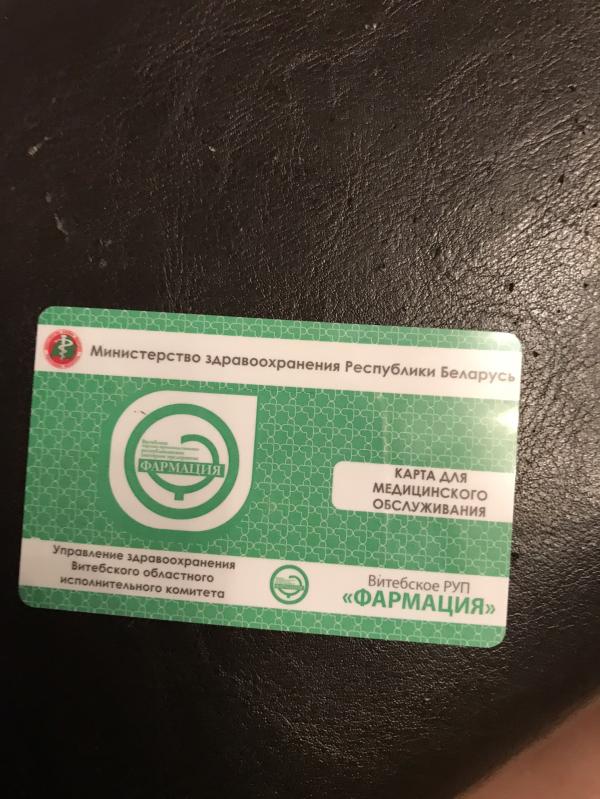 Министерство здравоохранения Республики Беларусь
ФАРМАЦИЯ
КАРТА ДЛЯ
МЕДИЦИНСКОГО
ОБСЛУЖИВАНИЯ
Управление здравоохранения
Витебского областного
исполнительного комитета
Витебское РУП
«ФАРМАЦИЯ»